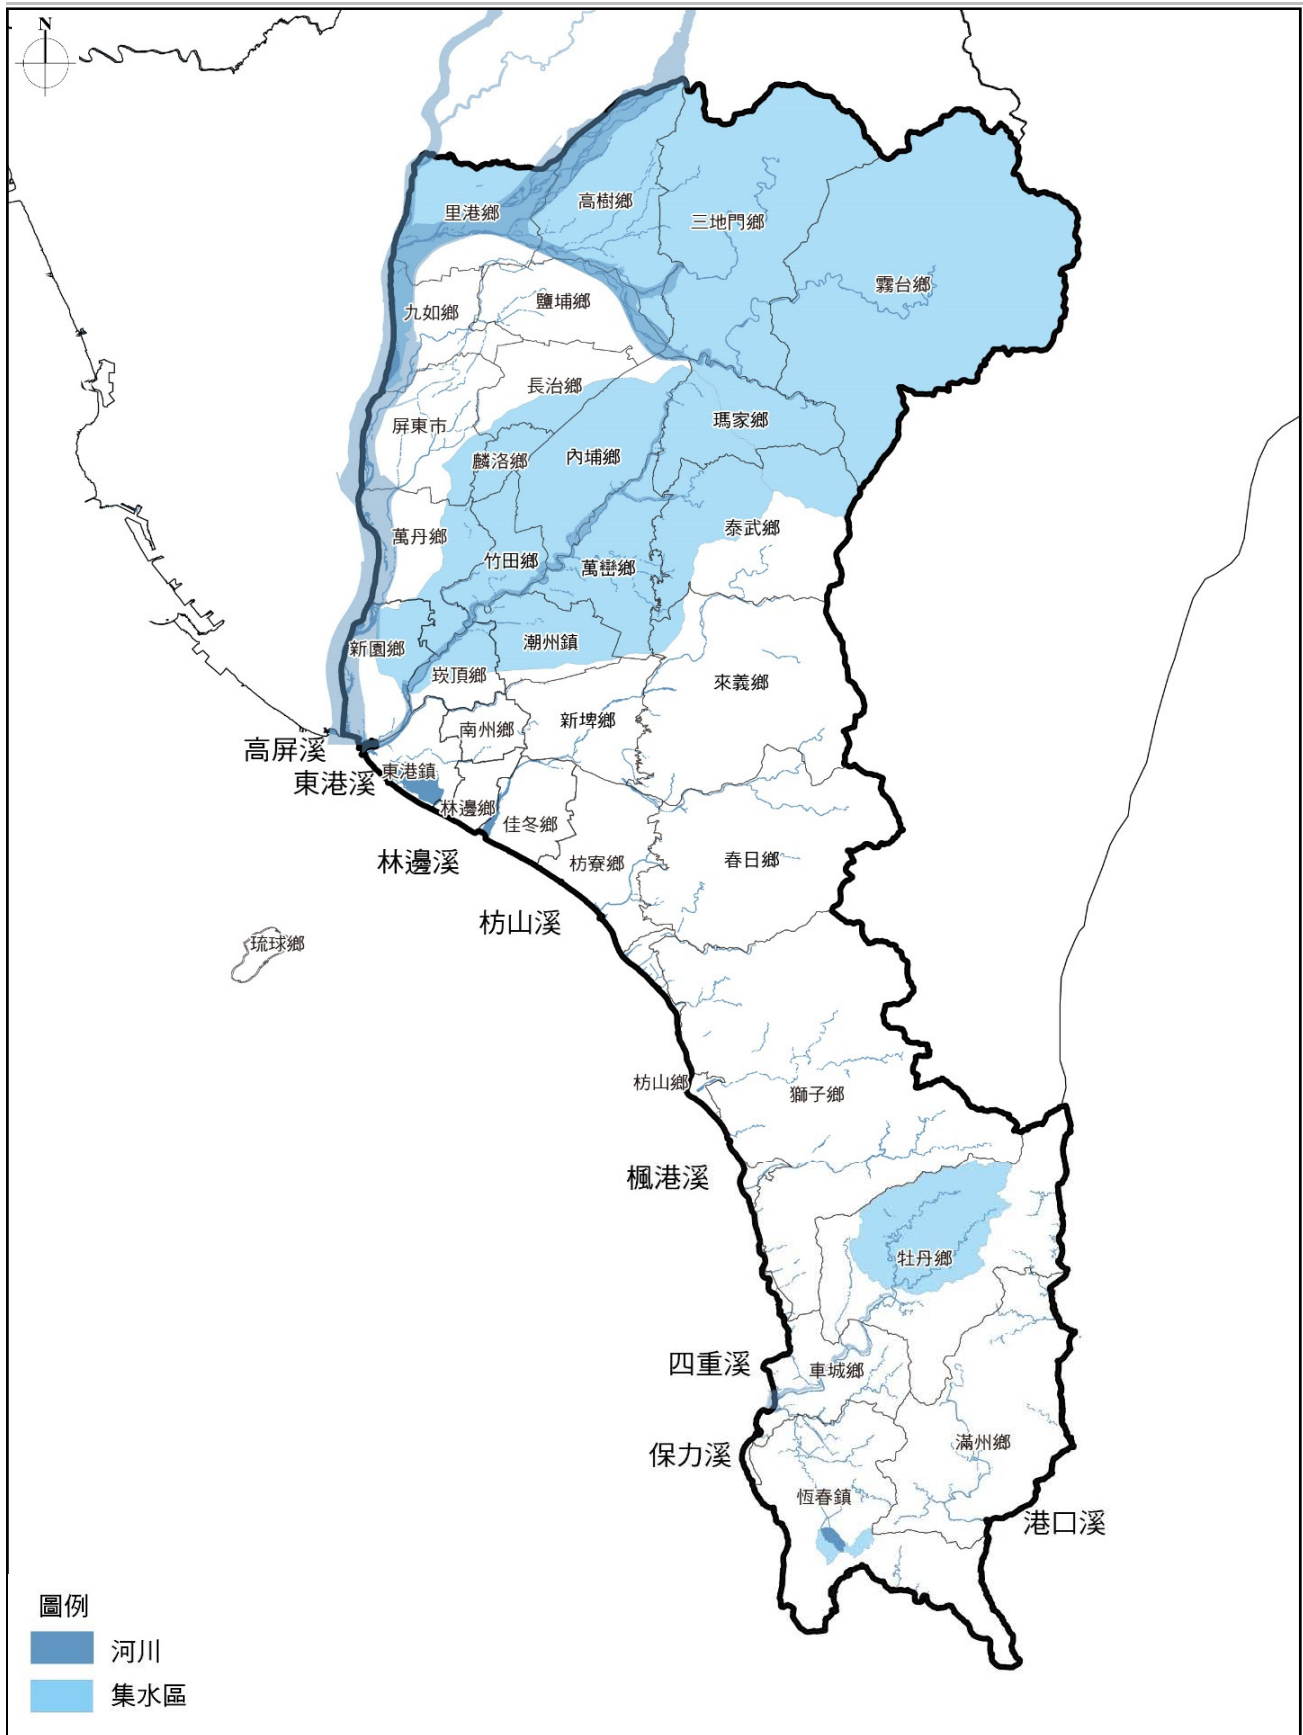 N
里港鄉
高樹鄉
三地門鄉
霧台鄉
九如鄉
鹽埔鄉
長治鄉
屏東市
瑪家鄉
麟洛鄉
內埔鄉
萬丹鄉
泰武鄉
竹田鄉
萬巒鄉
新園鄉
潮州鎮
崁頂鄉
來義鄉
南州鄉
新埤鄉
高屏溪
東港溪
東港鎮
林邊鄉
佳冬鄉
林邊溪
枋寮鄉
春日鄉
枋山溪
琉球鄉
枋山鄉
獅子鄉
楓港溪
牡丹鄉
四重溪
車城鄉
保力溪
滿州鄉
恆春鎮
港口溪
圖例
河川
集水區